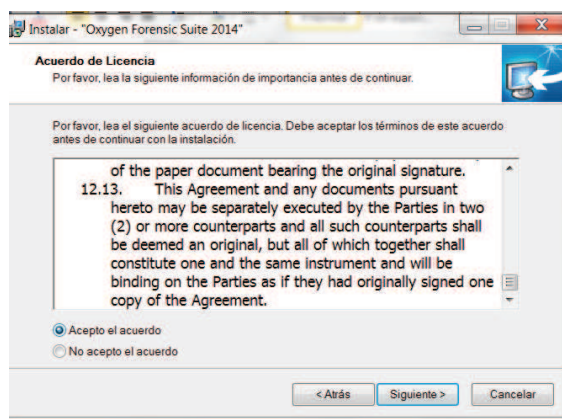 Instalar - "Oxygen Forensic Suite 2014"
Acuerdo de Licencia
Por favor, lea la siguiente información de importancia antes de continuar.
Por favor, lea el siguiente acuerdo de licencia. Debe aceptar los términos de este acuerdo
antes de continuar con la instalación.
of the paper document bearing the original signature.
12.13. This Agreement and any documents pursuant
hereto may be separately executed by the Parties in two
(2) or more counterparts and all such counterparts shall
be deemed an original, but all of which together shall
constitute one and the same instrument and will be
binding on the Parties as if they had originally signed one
copy of the Agreement.
Acepto el acuerdo
No acepto el acuerdo
< Atrás
Siguiente >
Cancelar